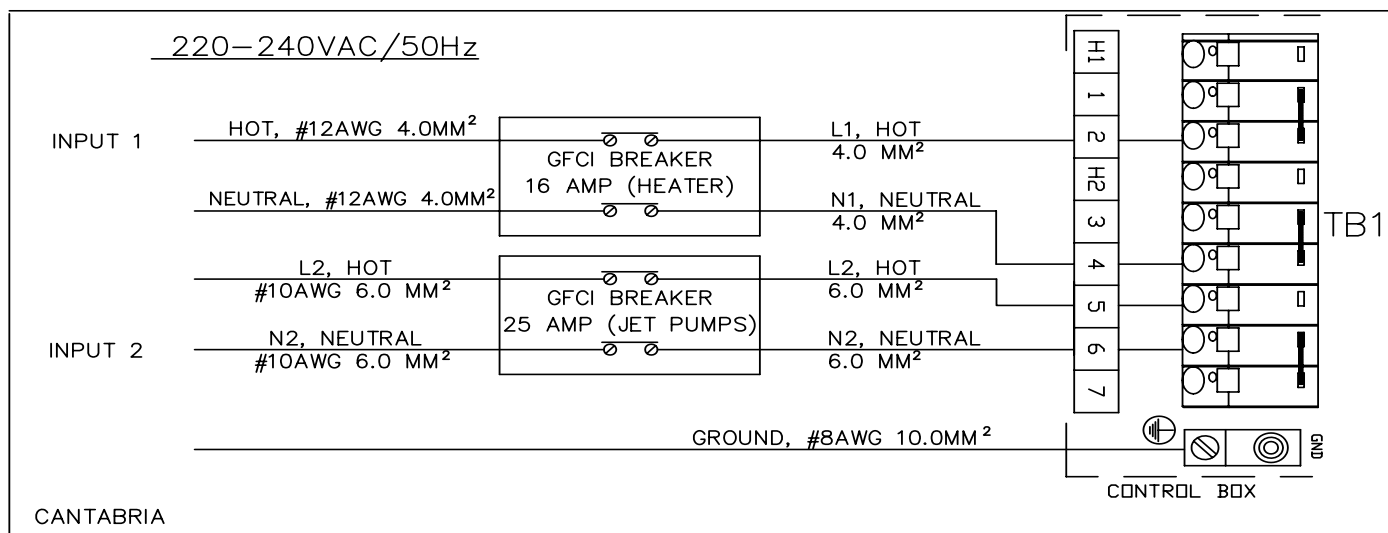 220-240VAC/50Hz
INPUT 1
HOT, #12AWG 4.0MM²
NEUTRAL, #12AWG 4.0MM²
GFCI BREAKER
16 AMP (HEATER)
L1, HOT
4.0 MM²
N1, NEUTRAL
4.0 MM²
INPUT 2
L2, HOT
#10AWG 6.0 MM²
N2, NEUTRAL
#10AWG 6.0 MM²
GFCI BREAKER
25 AMP (JET PUMPS)
L2, HOT
6.0 MM²
N2, NEUTRAL
6.0 MM²
GROUND, #8AWG 10.0MM²
H1
1
2
H2
3
4
5
6
7
TB1
GND
CONTROL BOX
CANTABRIA